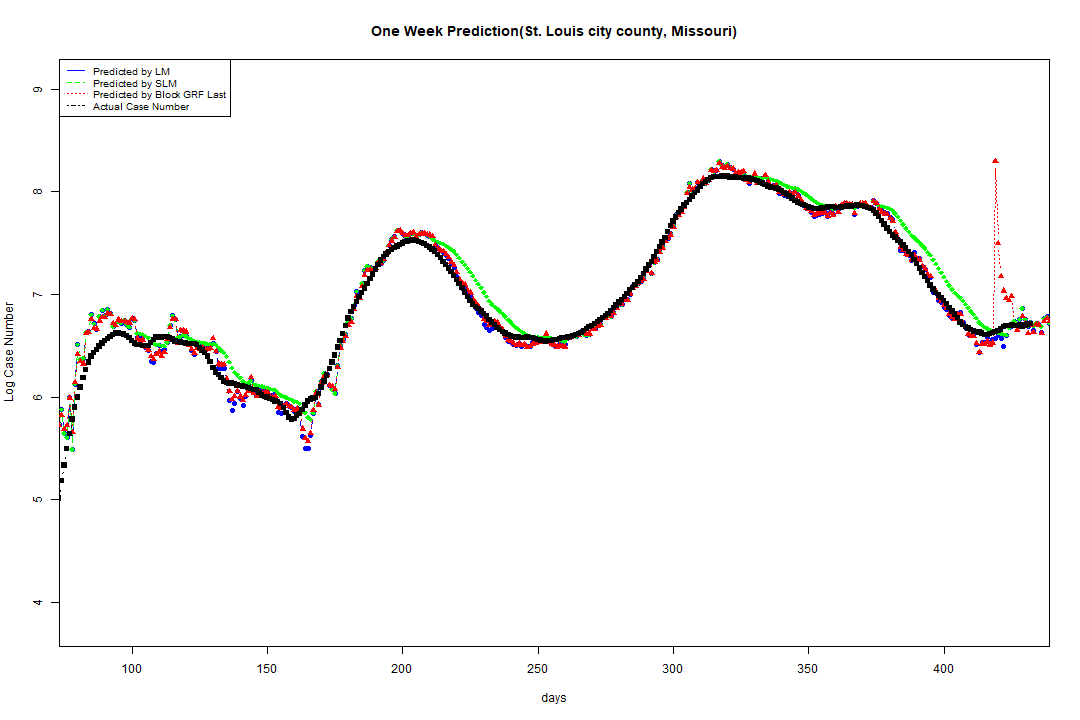 One Week Prediction(St. Louis city county, Missouri)
Predicted by LM
Predicted by SLM
Predicted by Block GRF Last
Actual Case Number
9
8
7
6
5
4
Log Case Number
100 150 200 250 300 350 400
days